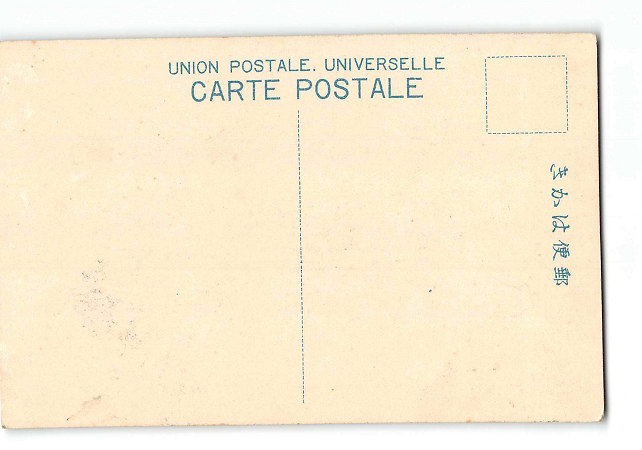 UNION POSTALE. UNIVERSELLE
CARTE POSTALE
郵便はかき